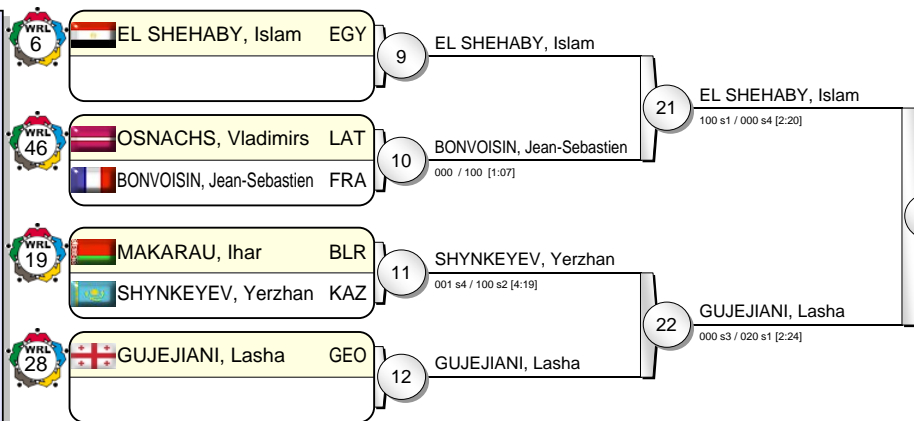 WRL
6
EL SHEHABY, Islam EGY
9
EL SHEHABY, Islam
21
EL SHEHABY, Islam
100 s1 / 000 s4 [2:20]
WRL
46
OSNACHS, Vladimirs LAT
BONVOISIN, Jean-Sebastien FRA
10
BONVOISIN, Jean-Sebastien
000 / 100 [1:07]
WRL
19
MAKARAU, Ihar BLR
SHYNKEYEV, Yerzhan KAZ
11
SHYNKEYEV, Yerzhan
001 s4 / 100 s2 [4:19]
22
GUJEJIANI, Lasha
000 s3 / 020 s1 [2:24]
WRL
28
GUJEJIANI, Lasha GEO
12
GUJEJIANI, Lasha